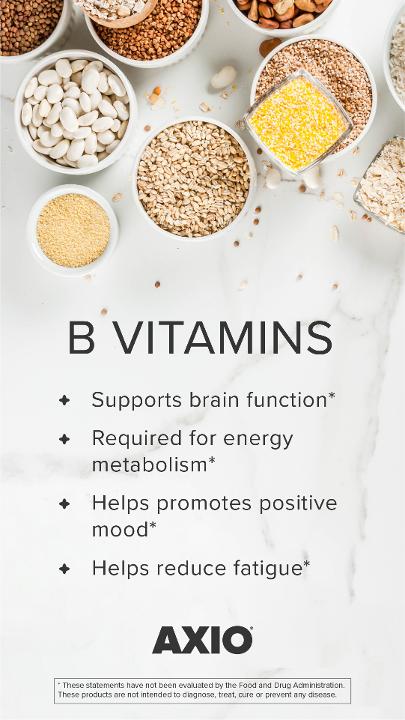 B VITAMINS
Supports brain function*
Required for energy
metabolism*
Helps promotes positive
mood*
Helps reduce fatigue*
AXIO®
* These statements have not been evaluated by the Food and Drug Administration.
These products are not intended to diagnose, treat, cure or prevent any disease.